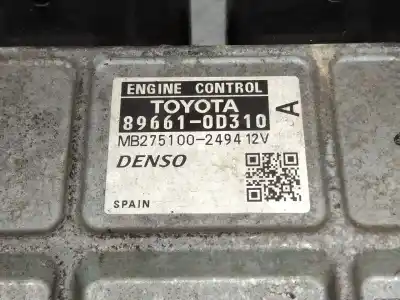 ENGINE CONTROL
TOYOTA
89661-0D310
A
MB275100-2494 12V
DENSO
SPAIN